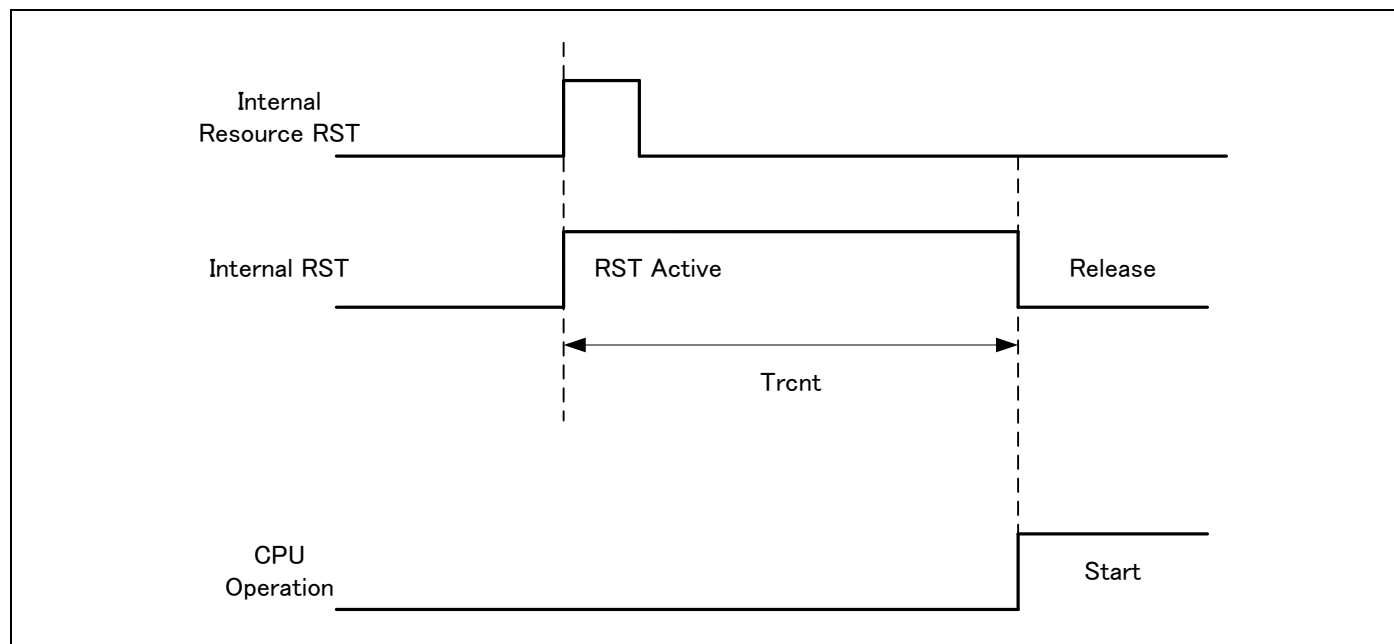 Internal
Resource RST
Internal RST
RST Active
Release
Trcnt
CPU
Operation
Start